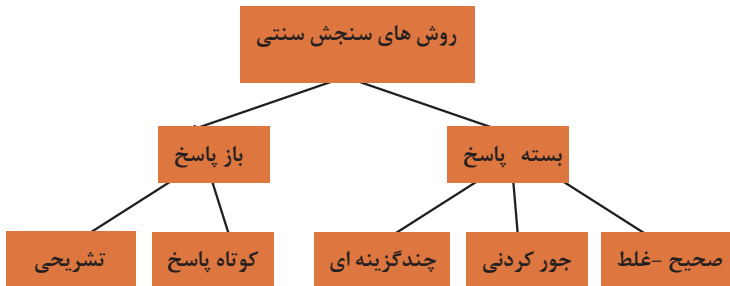 روش های سنجش سنتی
بسته پاسخ
باز پاسخ
صحیح -غلط
جور کردنی
چندگزینه ای
کوتاه پاسخ
تشریحی